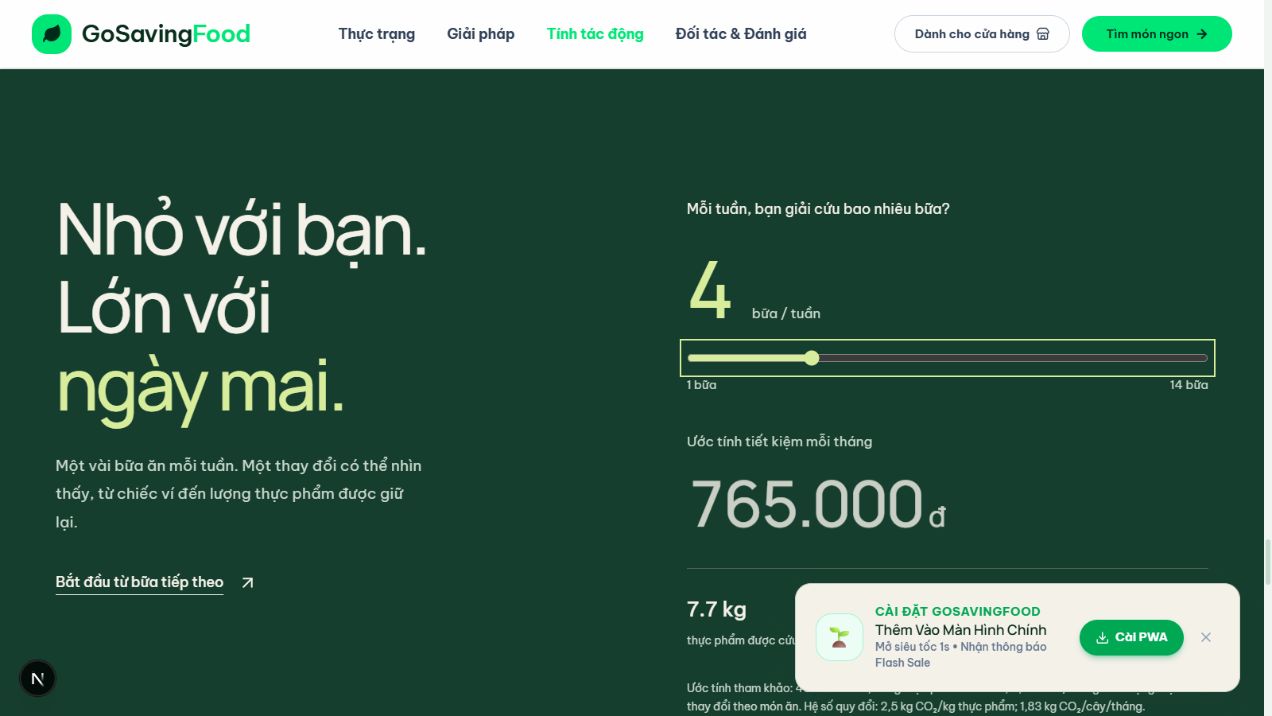 GoSavingFood
Thực trạng
Giải pháp
Tính tác động
Đối tác & Đánh giá
Dành cho cửa hàng
Tìm món ngon
Nhỏ với bạn.
Lớn với
ngày mai.
Một vài bữa ăn mỗi tuần. Một thay đổi có thể nhìn
thấy, từ chiếc ví đến lượng thực phẩm được giữ
lại.
Bắt đầu từ bữa tiếp theo
Mỗi tuần, bạn giải cứu bao nhiêu bữa?
4 bữa / tuần
1 bữa
14 bữa
Ước tính tiết kiệm mỗi tháng
765.000 đ
7.7 kg
thực phẩm được cứu
Ước tính tham khảo: 4
thay đổi theo món ăn. Hệ số quy đổi: 2,5 kg CO₂/kg thực phẩm; 1,83 kg CO₂/cây/tháng.
CÀI ĐẶT GOSAVINGFOOD
Thêm Vào Màn Hình Chính
Mở siêu tốc 1s • Nhận thông báo
Flash Sale
Cài PWA
N